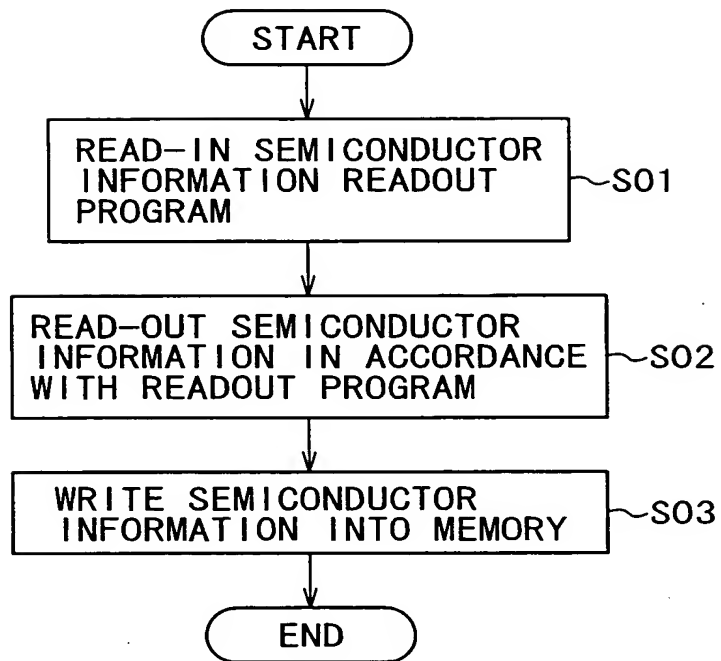 START
READ-IN SEMICONDUCTOR
INFORMATION READOUT
PROGRAM
S01
READ-OUT SEMICONDUCTOR
INFORMATION IN ACCORDANCE
WITH READOUT PROGRAM
S02
WRITE SEMICONDUCTOR
INFORMATION INTO MEMORY
S03
END